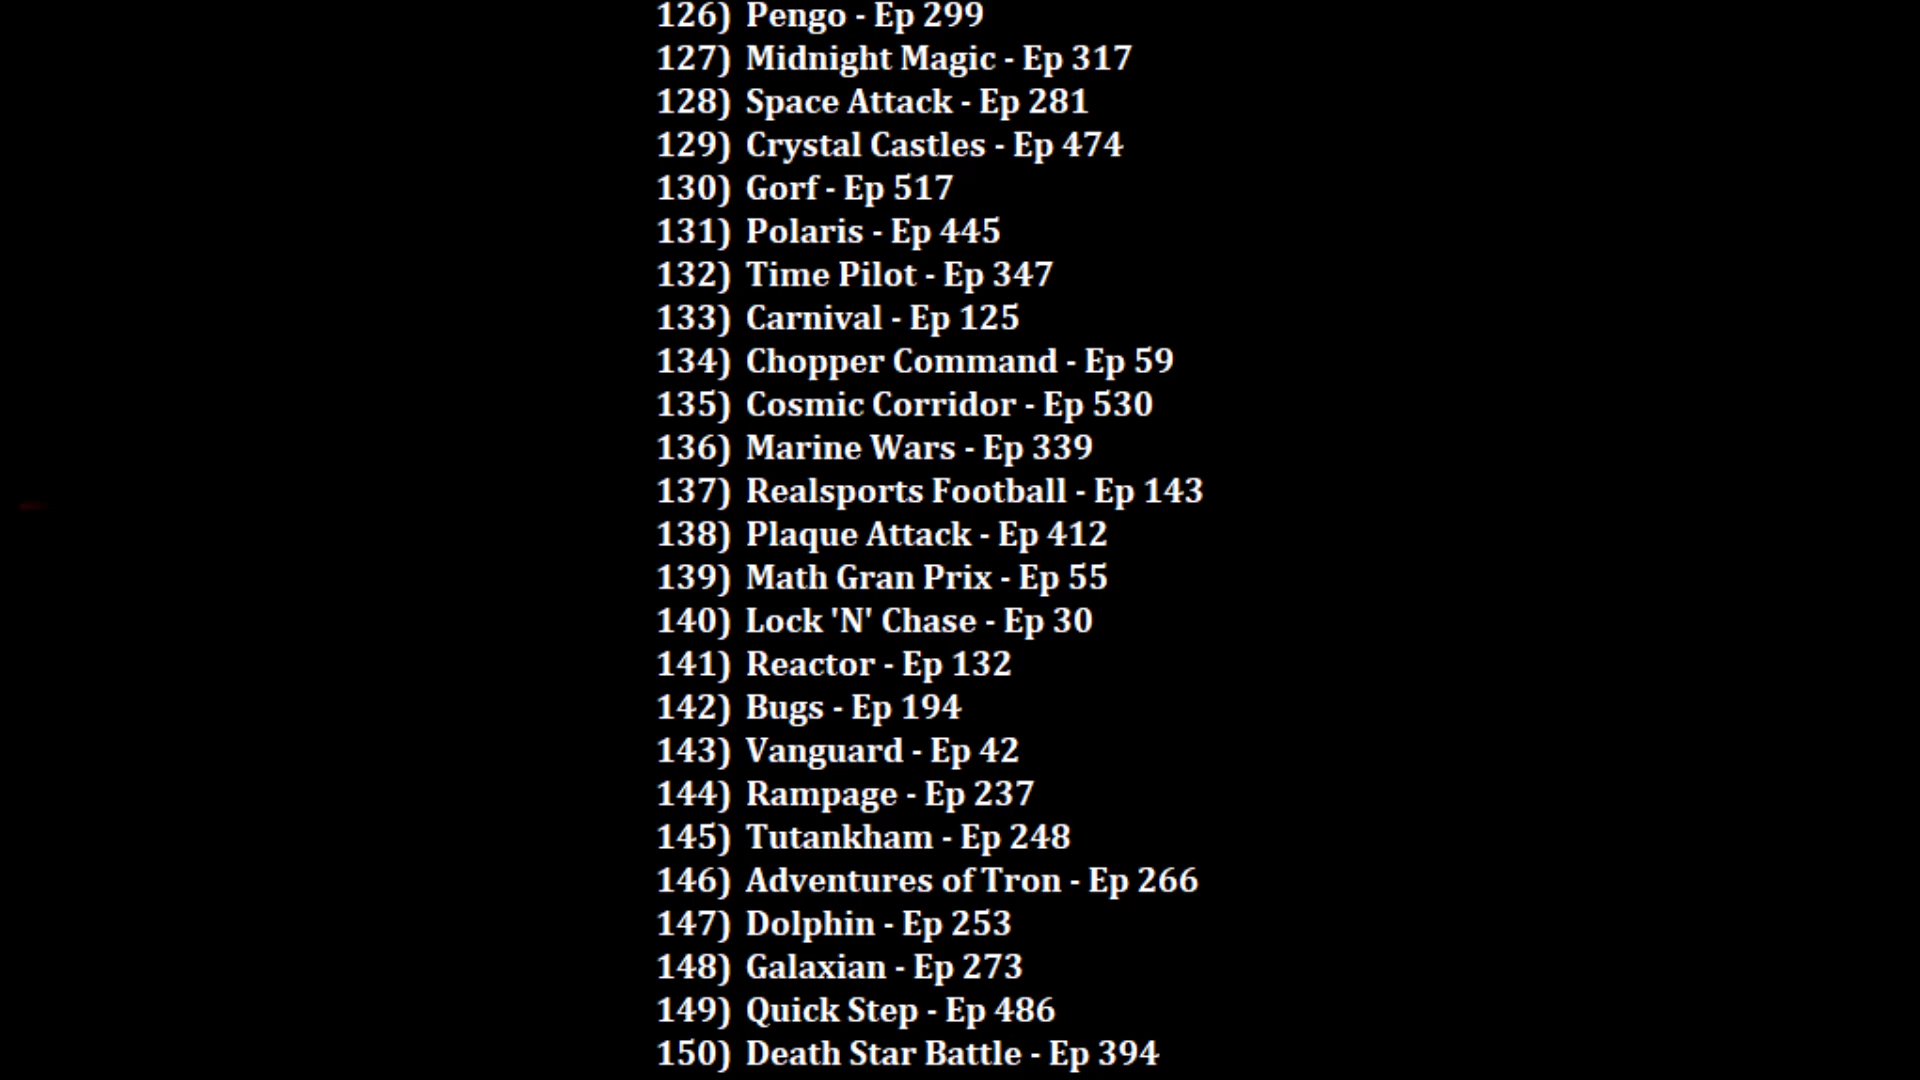 126) Pengo - Ep 299
127) Midnight Magic - Ep 317
128) Space Attack - Ep 281
129) Crystal Castles - Ep 474
130) Gorf - Ep 517
131) Polaris - Ep 445
132) Time Pilot - Ep 347
133) Carnival - Ep 125
134) Chopper Command - Ep 59
135) Cosmic Corridor - Ep 530
136) Marine Wars - Ep 339
137) Realsports Football - Ep 143
138) Plaque Attack - Ep 412
139) Math Gran Prix - Ep 55
140) Lock 'N' Chase - Ep 30
141) Reactor - Ep 132
142) Bugs - Ep 194
143) Vanguard - Ep 42
144) Rampage - Ep 237
145) Tutankham - Ep 248
146) Adventures of Tron - Ep 266
147) Dolphin - Ep 253
148) Galaxian - Ep 273
149) Quick Step - Ep 486
150) Death Star Battle - Ep 394